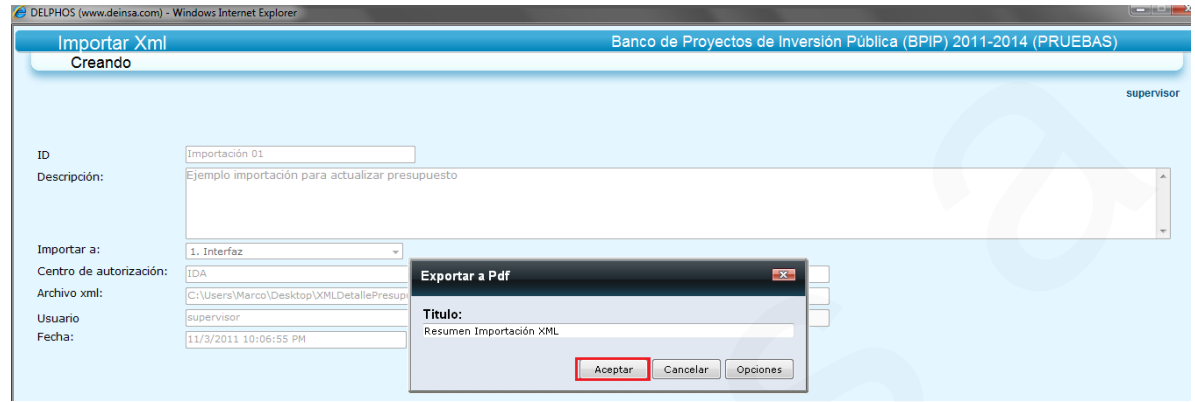 DELPHOS (www.deinsa.com) - Windows Internet Explorer
Importar Xml
Banco de Proyectos de Inversión Pública (BPIP) 2011-2014 (PRUEBAS)
Creando
supervisor
ID
Importación 01
Descripción:
Ejemplo importación para actualizar presupuesto
Importar a:
1. Interfaz
Centro de autorización:
IDA
Archivo xml:
C:\Users\Marco\Desktop\XMLDetallePresup
Usuario
supervisor
Fecha:
11/3/2011 10:06:55 PM
Exportar a Pdf
Titulo:
Resumen Importación XML
Aceptar
Cancelar
Opciones
s a